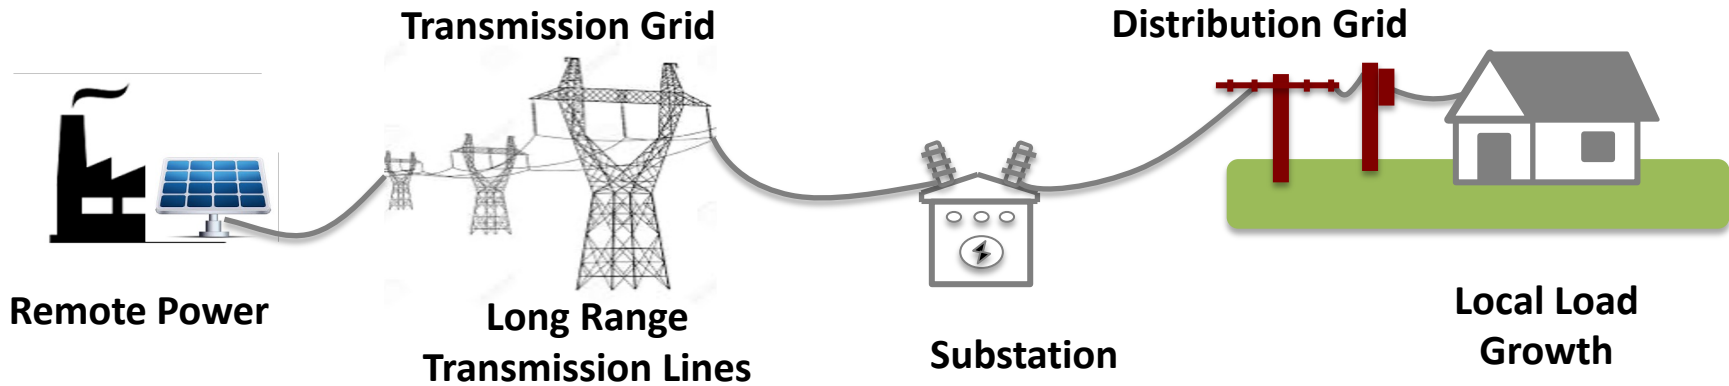 Transmission Grid
Distribution Grid
Remote Power
Long Range
Transmission Lines
Substation
Local Load
Growth